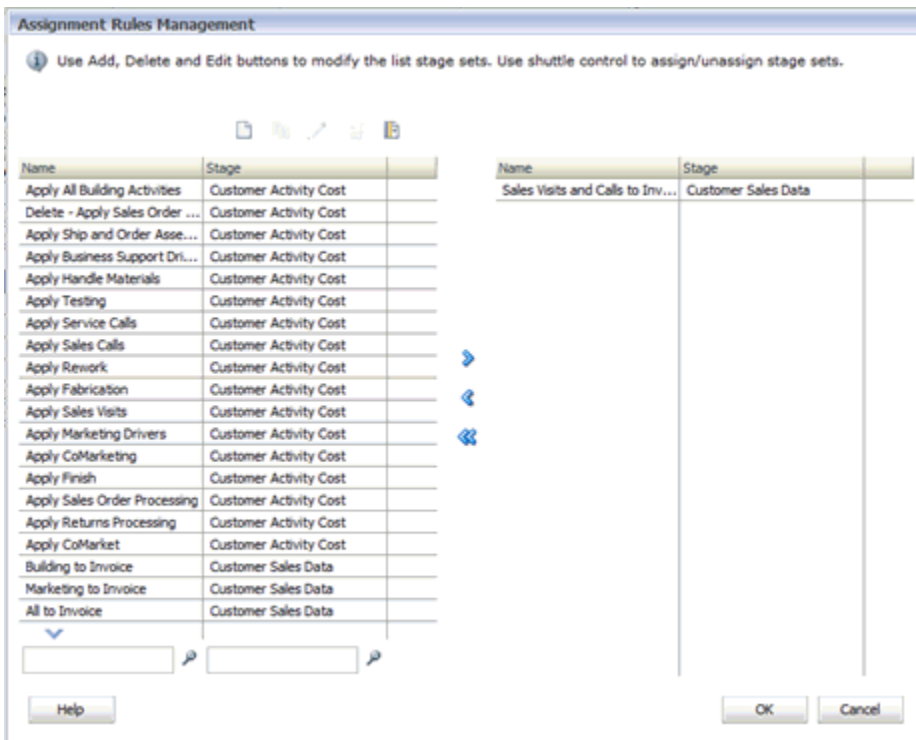 Assignment Rules Management
Use Add, Delete and Edit buttons to modify the list stage sets. Use shuttle control to assign/unassign stage sets.
Name Stage
Apply All Building Activities Customer Activity Cost
Delete - Apply Sales Order ... Customer Activity Cost
Apply Ship and Order Asse... Customer Activity Cost
Apply Business Support Dri... Customer Activity Cost
Apply Handle Materials Customer Activity Cost
Apply Testing Customer Activity Cost
Apply Service Calls Customer Activity Cost
Apply Sales Calls Customer Activity Cost
Apply Rework Customer Activity Cost
Apply Fabrication Customer Activity Cost
Apply Sales Visits Customer Activity Cost
Apply Marketing Drivers Customer Activity Cost
Apply CoMarketing Customer Activity Cost
Apply Finish Customer Activity Cost
Apply Sales Order Processing Customer Activity Cost
Apply Returns Processing Customer Activity Cost
Apply CoMarket Customer Activity Cost
Building to Invoice Customer Sales Data
Marketing to Invoice Customer Sales Data
All to Invoice Customer Sales Data
Name Stage
Sales Visits and Calls to Inv... Customer Sales Data
Help OK Cancel